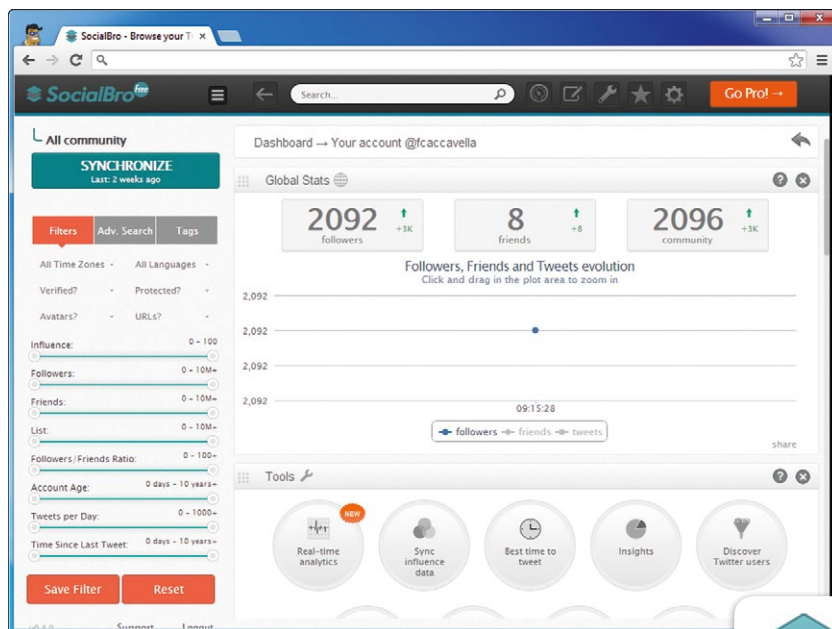 SocialBro - Browse your T
SocialBro Free
Search...
Go Pro! →
All community
SYNCHRONIZE
Last: 2 weeks ago
Filters
Adv. Search
Tags
All Time Zones
All Languages
Verified?
Protected?
Avatars?
URLs?
Influence: 0 - 100
Followers: 0 - 10M+
Friends: 0 - 10M+
List: 0 - 10M+
Followers/Friends Ratio: 0 - 100+
Account Age: 0 days - 10 years+
Tweets per Day: 0 - 1000+
Time Since Last Tweet: 0 days - 10 years+
Save Filter
Reset
Support
Logout
Dashboard → Your account @fcaccavella
Global Stats
2092 +3K
followers
8 +8
friends
2096 +3K
community
Followers, Friends and Tweets evolution
Click and drag in the plot area to zoom in
2,092
2,092
2,092
2,092
09:15:28
followers friends tweets
share
Tools
NEW
Real-time
analytics
Sync
influence
data
Best time to
tweet
Insights
Discover
Twitter users